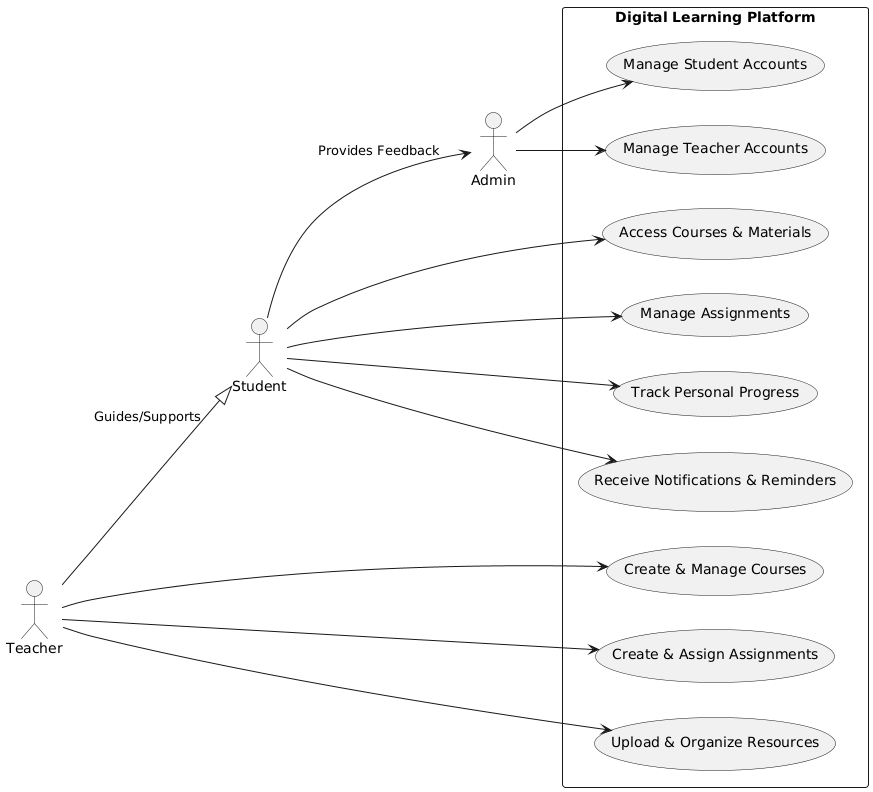 Digital Learning Platform
Manage Student Accounts
Provides Feedback
Manage Teacher Accounts
Admin
Access Courses & Materials
Manage Assignments
Student
Track Personal Progress
Guides/Supports
Receive Notifications & Reminders
Create & Manage Courses
Teacher
Create & Assign Assignments
Upload & Organize Resources